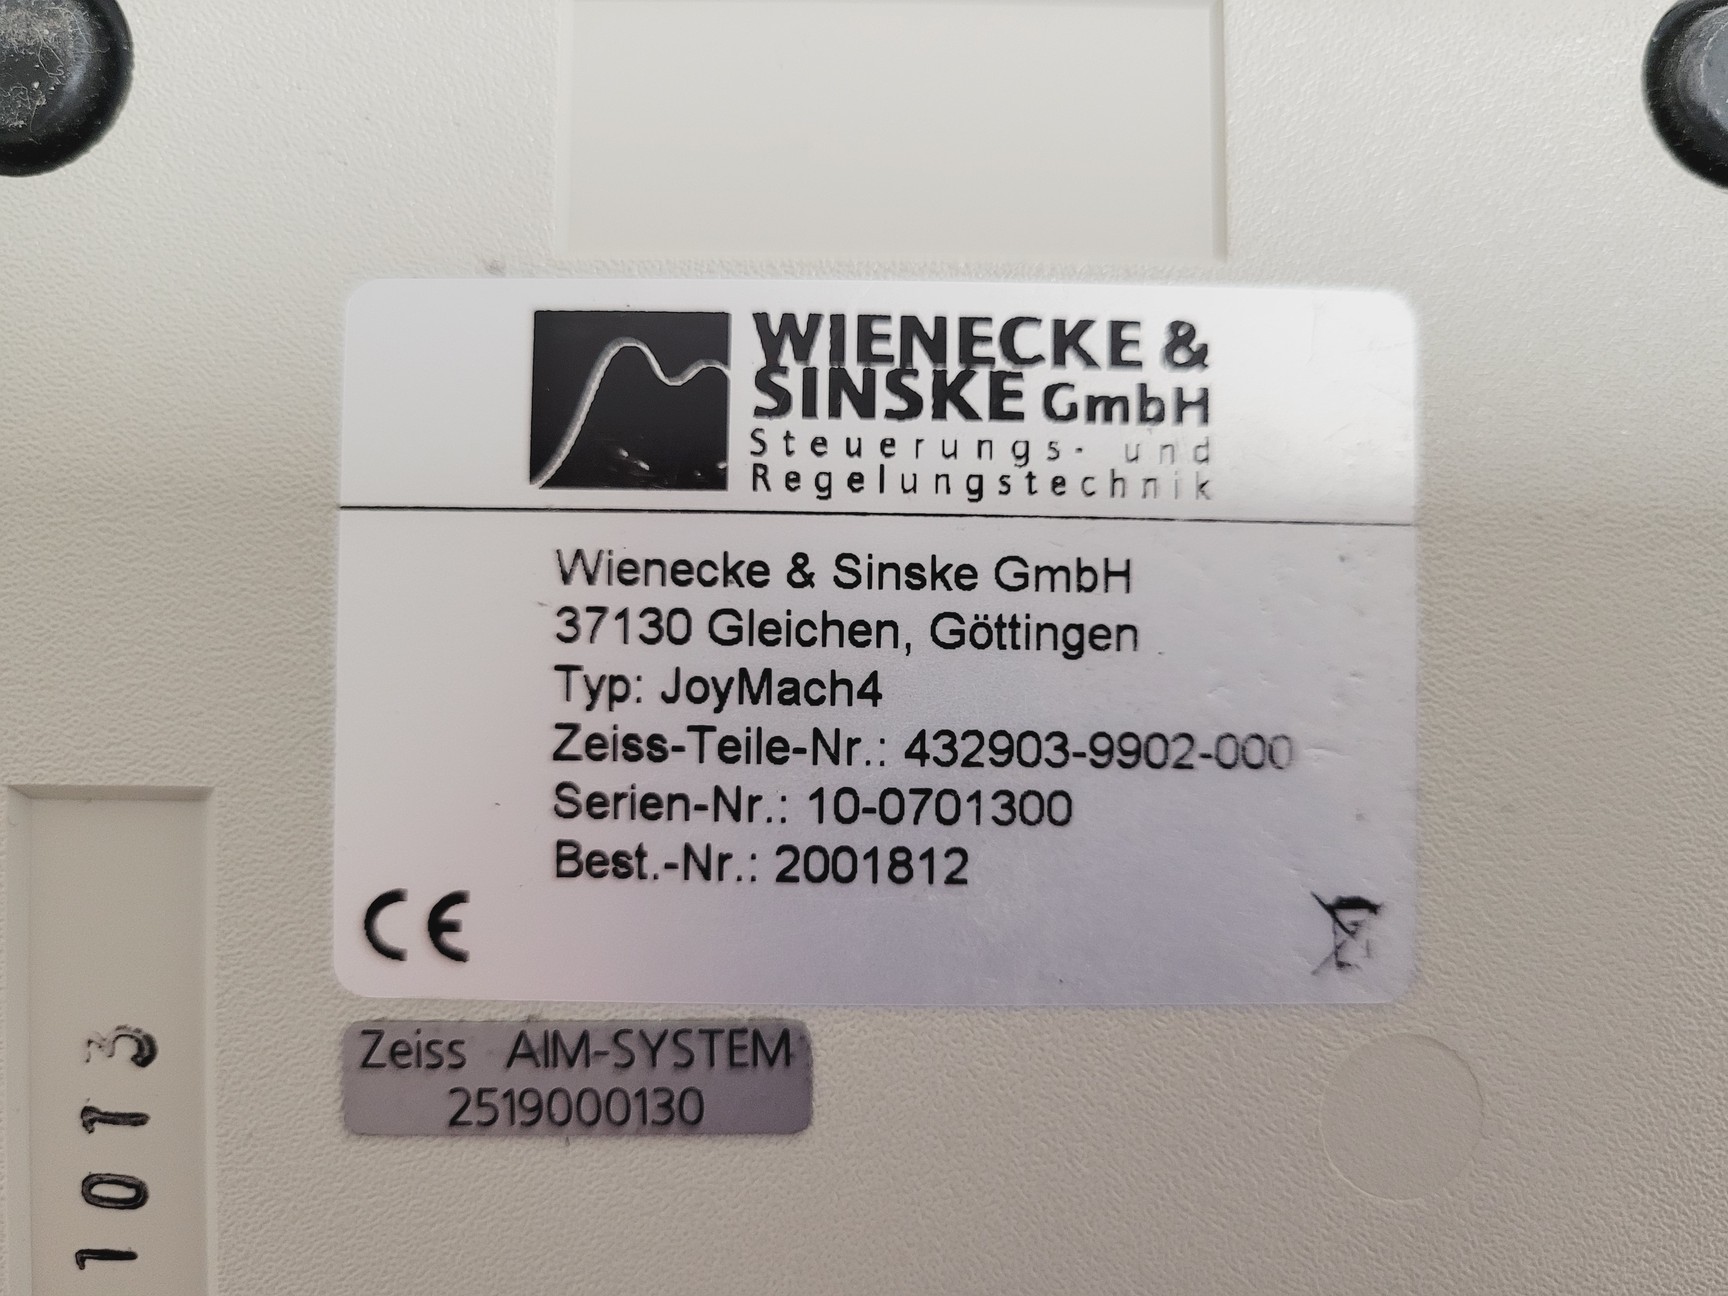 WIENECKE &
SINSKE GmbH
Steuerungs- und
Regelungstechnik
Wienecke & Sinske GmbH
37130 Gleichen, Göttingen
Typ: JoyMach4
Zeiss-Teile-Nr.: 432903-9902-000
Serien-Nr.: 10-0701300
Best.-Nr.: 2001812
CE
Zeiss AIM-SYSTEM
2519000130
1013